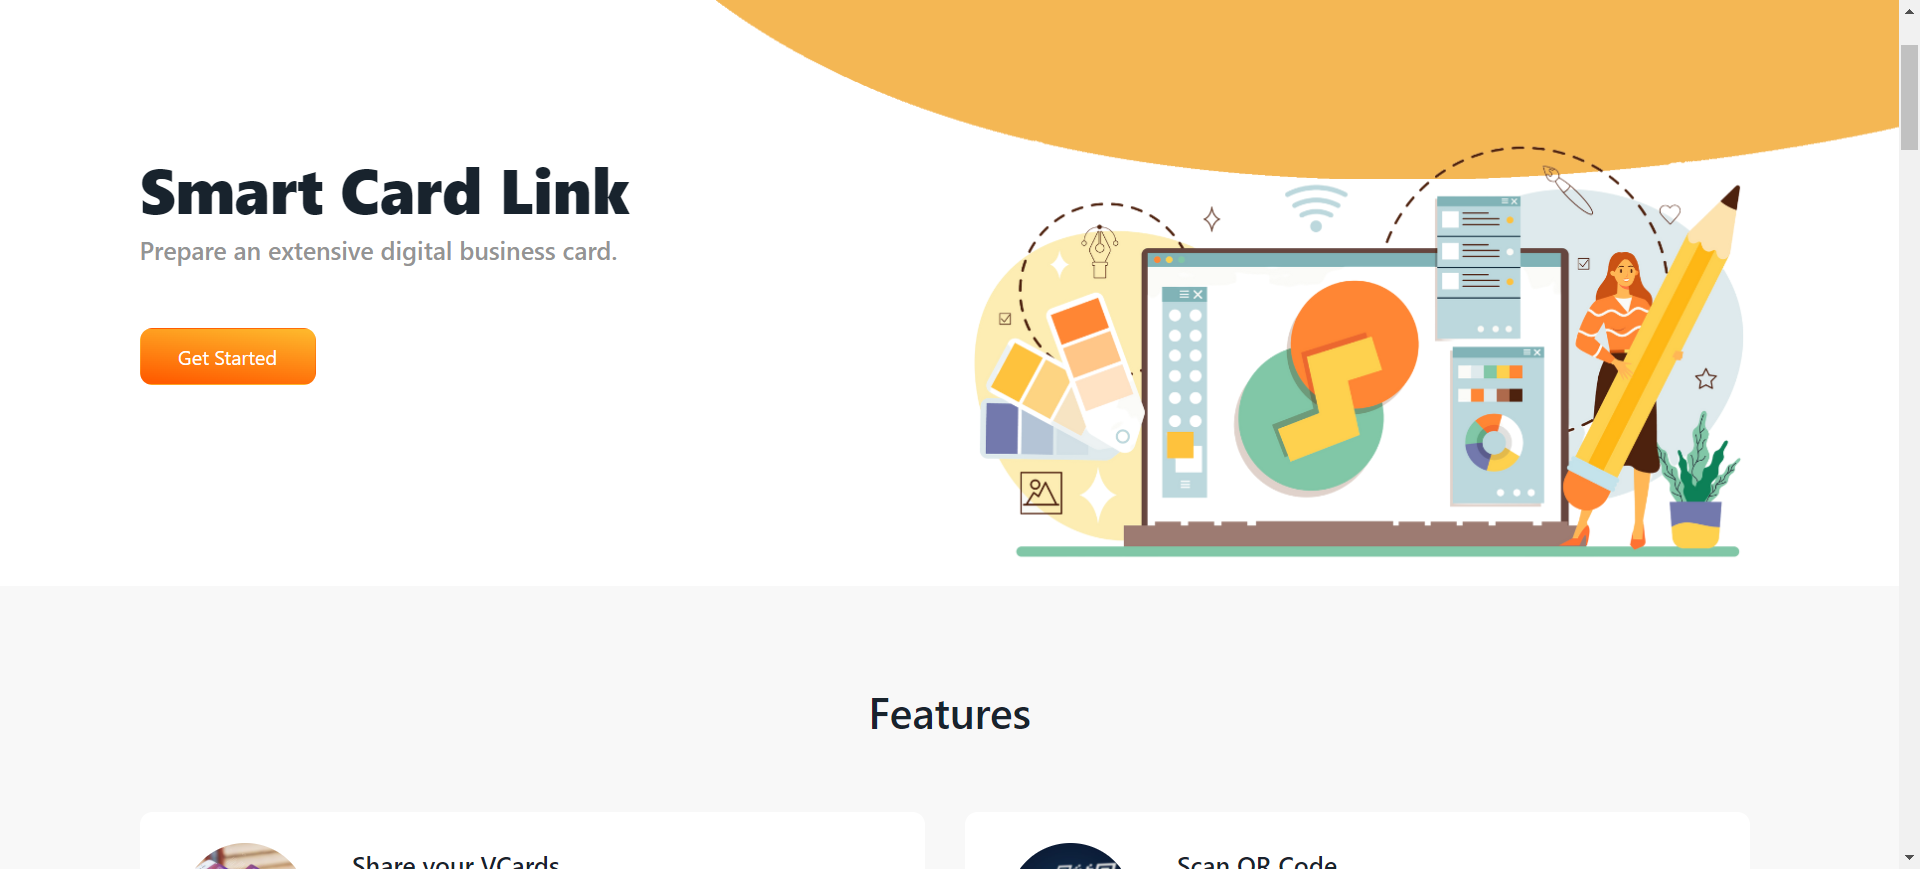 Smart Card Link
Prepare an extensive digital business card.
Get Started
Features
Share your VCards
Scan QR Code